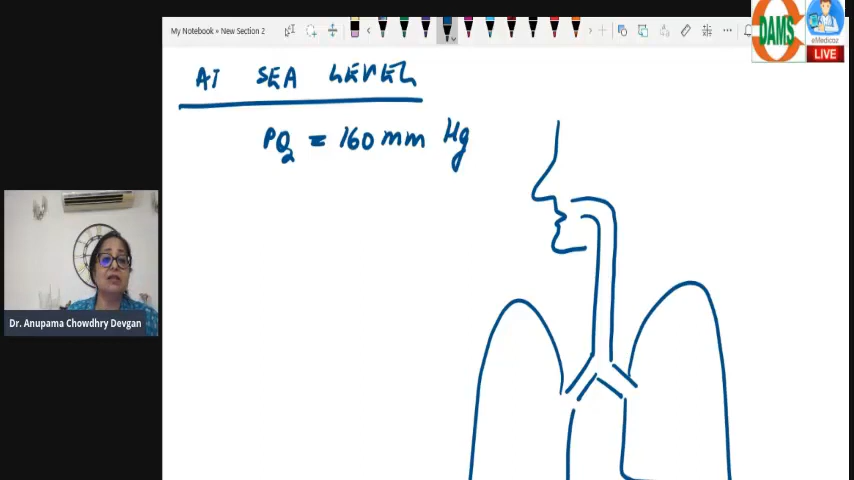 My Notebook » New Section 2
DAMS
eMedicoz
LIVE
AT SEA LEVEL
PO2 = 160 mm Hg
Dr. Anupama Chowdhry Devgan